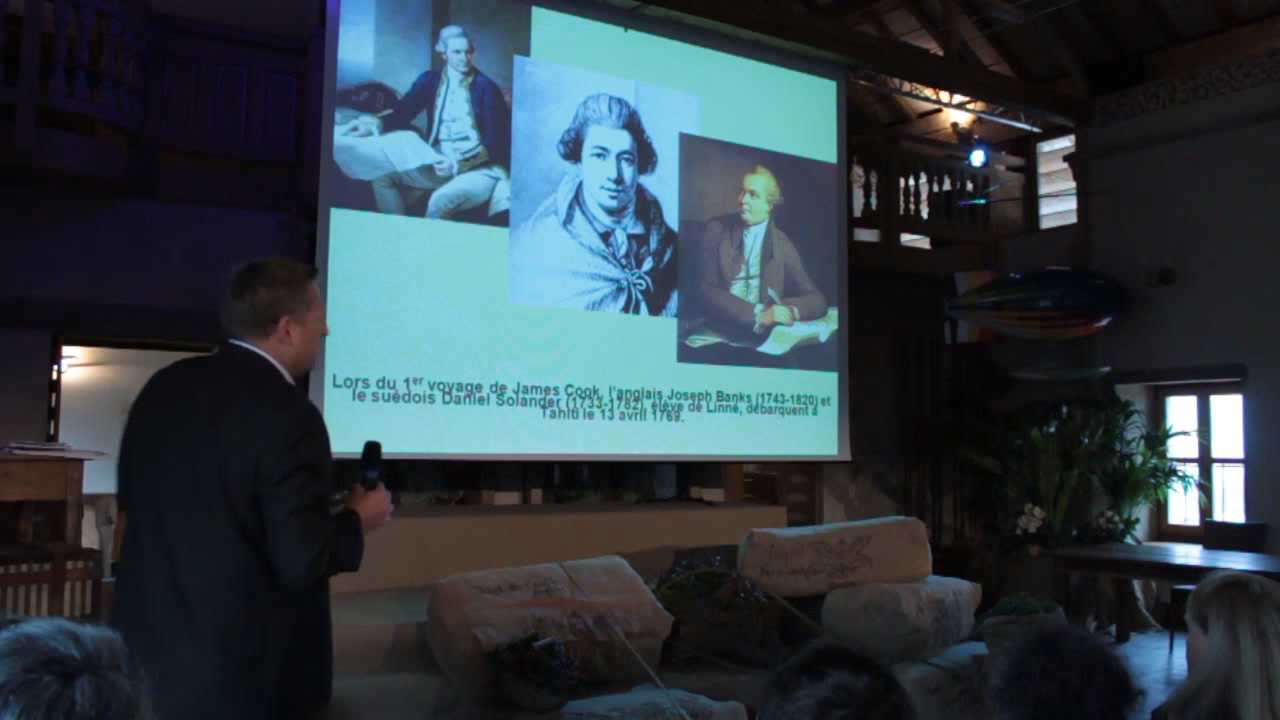 Lors du 1er voyage de James Cook, l'anglais Joseph Banks (1743-1820) et
le suédois Daniel Solander (1733-1782), élève de Linné, débarquent à
Tahiti le 13 avril 1769.